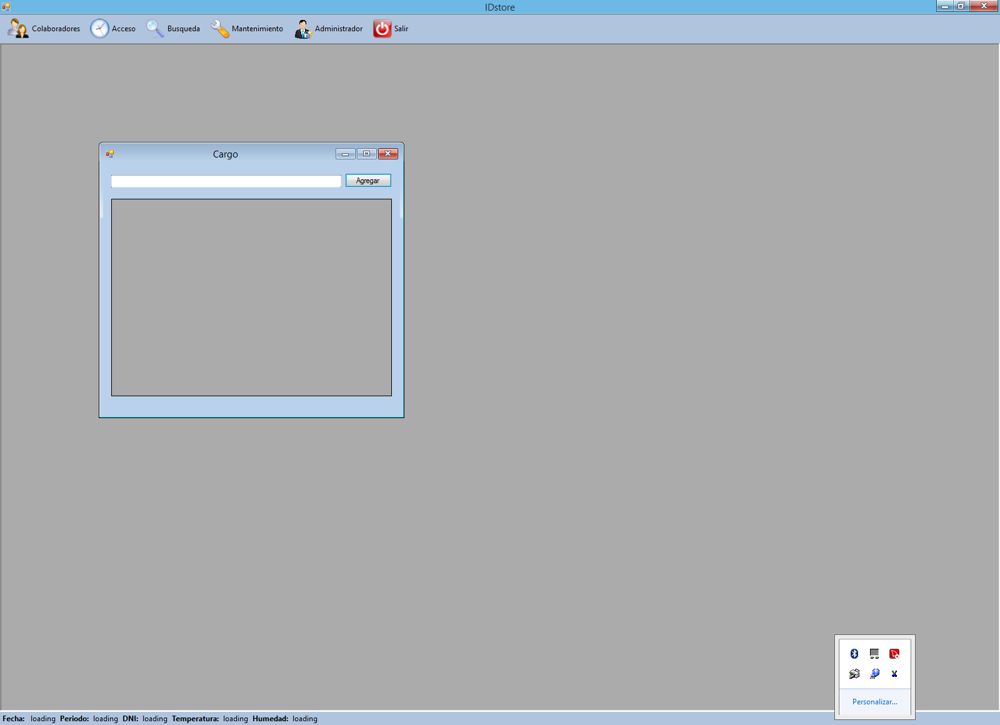 IDstore
Colaboradores Acceso Busqueda Mantenimiento Administrador Salir
Cargo
Agregar
Personalizar...
Fecha: loading Periodo: loading DNI: loading Temperatura: loading Humedad: loading